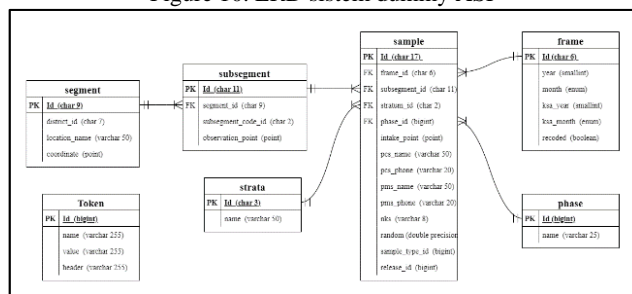 segment
PK Id (char 9)
district_id (char 7)
location_name (varchar 50)
coordinate (point)
Token
PK Id (bigint)
name (varchar 255)
value (varchar 255)
header (varchar 255)
subsegment
PK Id (char 11)
FK segment_id (char 9)
subsegment_code_id (char 2)
observation_point (point)
strata
PK Id (char 3)
name (varchar 50)
sample
PK Id (char 17)
FK frame_id (char 6)
FK subsegment_id (char 11)
FK stratum_id (char 2)
FK phase_id (bigint)
intake_point (point)
pcs_name (varchar 50)
pcs_phone (varchar 20)
pms_name (varchar 50)
pms_phone (varchar 20)
nks (varchar 8)
random (double precision
sample_type_id (bigint)
release_id (bigint)
frame
PK Id (char 6)
year (smallint)
month (enum)
ksa_year (smallint)
ksa_month (enum)
recoded (boolean)
phase
PK Id (bigint)
name (varchar 25)